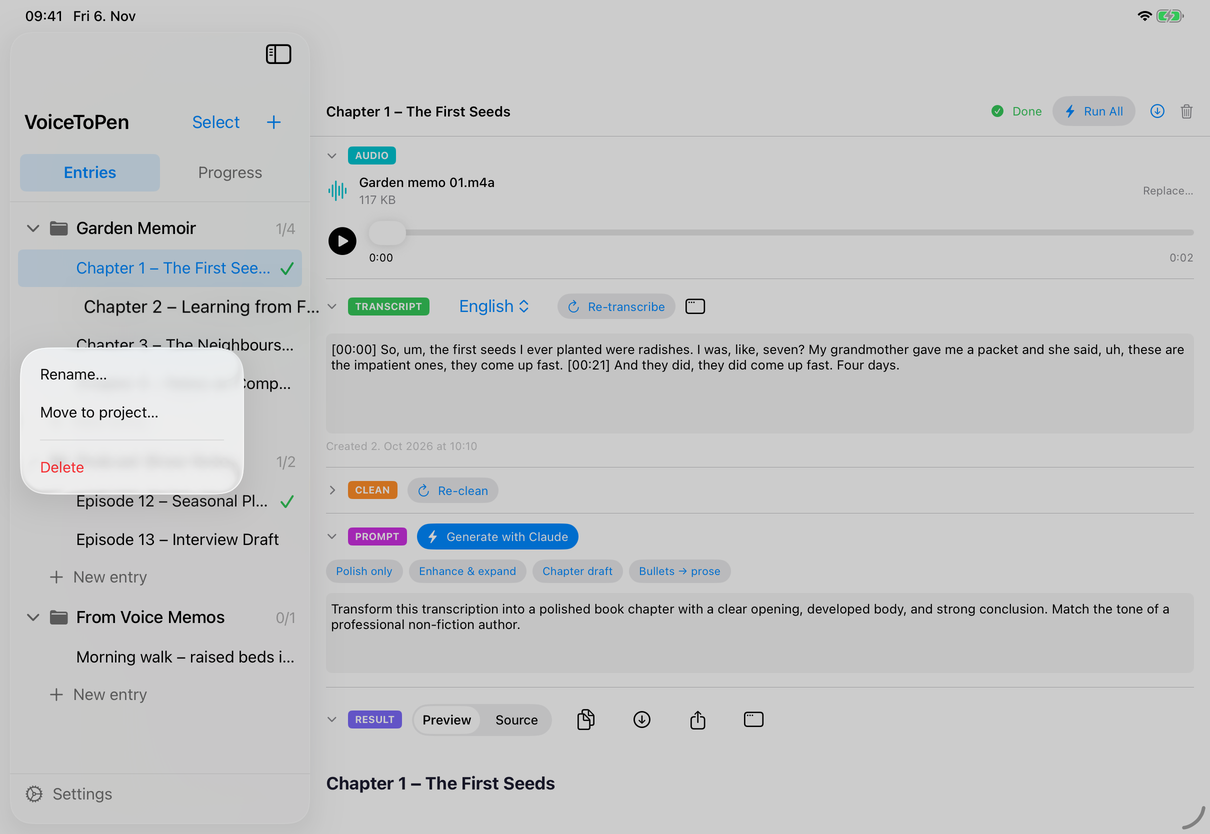 09:41 Fri 6. Nov
VoiceToPen
Select
Entries
Progress
Garden Memoir
1/4
Chapter 1 – The First See...
Chapter 2 – Learning from F...
Chapter 3 – The Neighbours...
Comp...
Rename...
Move to project...
Delete
1/2
Episode 12 – Seasonal Pl...
Episode 13 – Interview Draft
New entry
From Voice Memos
0/1
Morning walk – raised beds i...
New entry
Settings
Chapter 1 – The First Seeds
Done
Run All
AUDIO
Garden memo 01.m4a
117 KB
Replace...
0:00
0:02
TRANSCRIPT
English
Re-transcribe
[00:00] So, um, the first seeds I ever planted were radishes. I was, like, seven? My grandmother gave me a packet and she said, uh, these are
the impatient ones, they come up fast. [00:21] And they did, they did come up fast. Four days.
Created 2. Oct 2026 at 10:10
CLEAN
Re-clean
PROMPT
Generate with Claude
Polish only
Enhance & expand
Chapter draft
Bullets → prose
Transform this transcription into a polished book chapter with a clear opening, developed body, and strong conclusion. Match the tone of a
professional non-fiction author.
RESULT
Preview
Source
Chapter 1 – The First Seeds